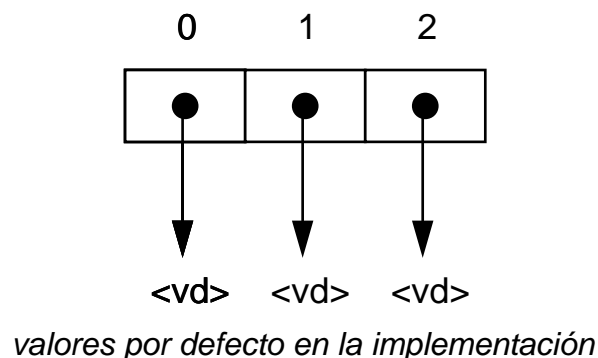 0 1 2
<vd> <vd> <vd>
valores por defecto en la implementación